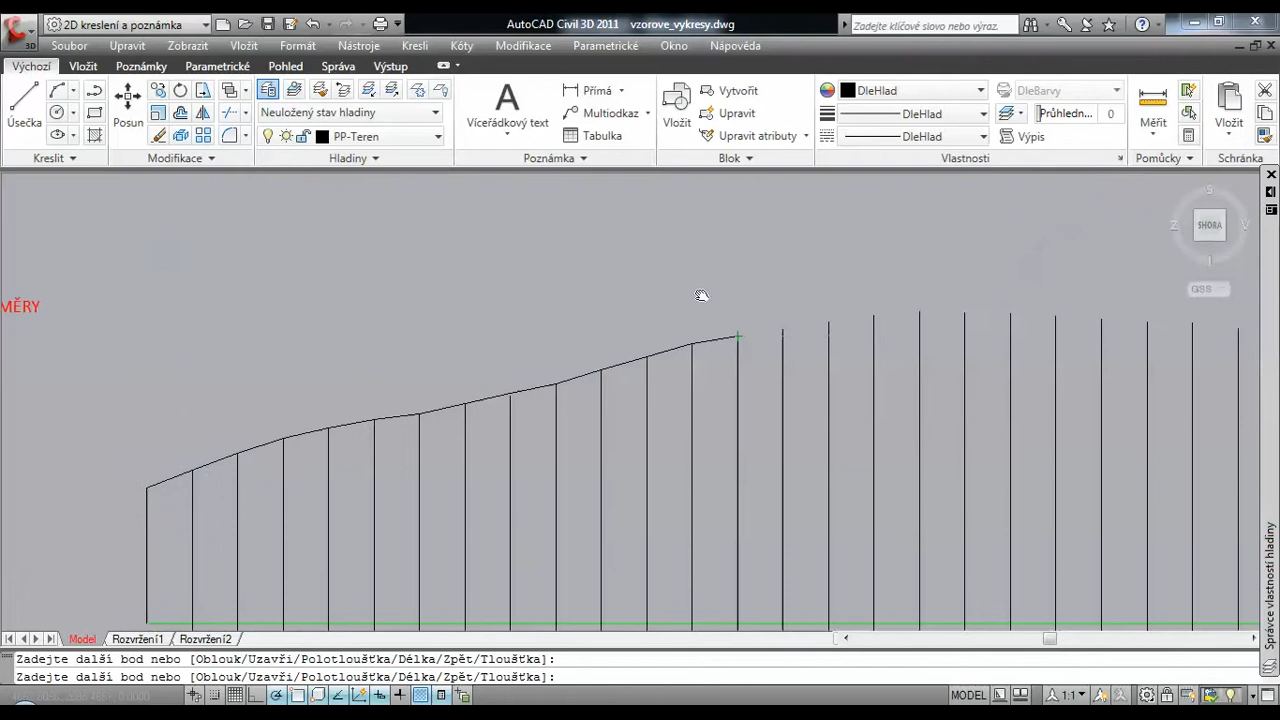 2D kreslení a poznámka
AutoCAD Civil 3D 2011 vzorove_vykresy.dwg
Zadejte klíčové slovo nebo výraz.
3D
Soubor Upravit Zobrazit Vložit Formát Nástroje Kresli Kóty Modifikace Parametrické Okno Nápověda
Výchozí Vložit Poznámky Parametrické Pohled Správa Výstup
Úsečka
Neuložený stav hladiny
PP-Teren
Víceřádkový text
Přímá
Multiodkaz
Tabulka
Vložit
Vytvořit
Upravit
Upravit atributy
DleHlad
DleHlad
DleHlad
DleBarvy
Průhledn... 0
Výpis
Měřit
Vložit
Kreslit Modifikace Hladiny Poznámka Blok Vlastnosti Pomůcky Schránka
S
Z SHORA V
GSS
MĚRY
Správce vlastností hladiny
Model Rozvržení1 Rozvržení2
Zadejte další bod nebo [Oblouk/Uzavři/Polotloušťka/Délka/Zpět/Tloušťka]:
Zadejte další bod nebo [Oblouk/Uzavři/Polotloušťka/Délka/Zpět/Tloušťka]:
MODEL 1:1